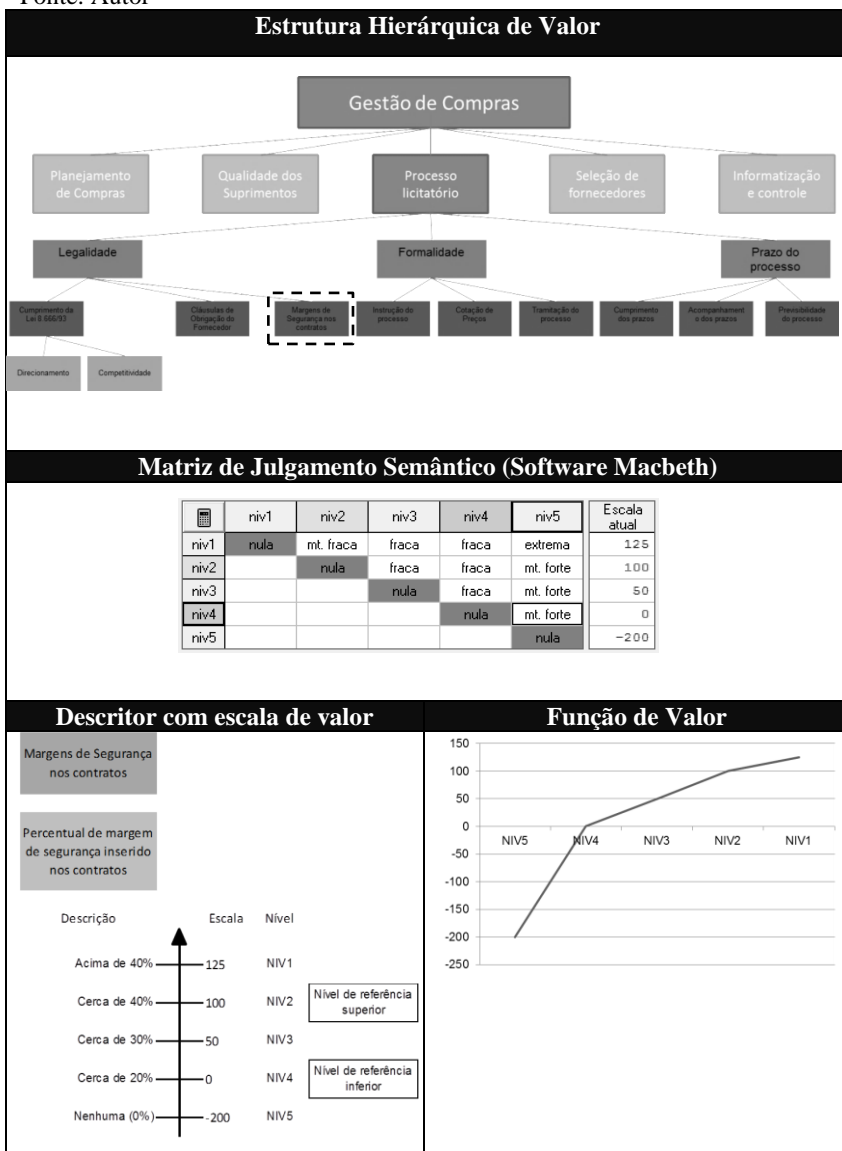 Fonte: Autor
Estrutura Hierárquica de Valor
Gestão de Compras
Planejamento
de Compras
Qualidade dos
Suprimentos
Processo
licitatório
Seleção de
fornecedores
Informatização
e controle
Legalidade
Formalidade
Prazo do
processo
Cumprimento da
Lei 8.666/93
Cláusulas de
Obrigação do
Fornecedor
Margens de
Segurança nos
contratos
Instrução do
processo
Cotação de
Preços
Tramitação do
processo
Cumprimento
dos prazos
Acompanhament
o dos prazos
Previsibilidade
do processo
Direcionamento
Competitividade
Matriz de Julgamento Semântico (Software Macbeth)
niv1 niv2 niv3 niv4 niv5 Escala
atual
niv1 nula mt. fraca fraca fraca extrema 125
niv2 nula fraca fraca mt. forte 100
niv3 nula fraca mt. forte 50
niv4 nula mt. forte 0
niv5 nula -200
Descritor com escala de valor
Margens de Segurança
nos contratos
Percentual de margem
de segurança inserido
nos contratos
Descrição Escala Nível
Acima de 40% 125 NIV1
Cerca de 40% 100 NIV2
Nível de referência
superior
Cerca de 30% 50 NIV3
Cerca de 20% 0 NIV4
Nível de referência
inferior
Nenhuma (0%) -200 NIV5
Função de Valor
150
100
50
0
NIV5 NIV4 NIV3 NIV2 NIV1
-50
-100
-150
-200
-250